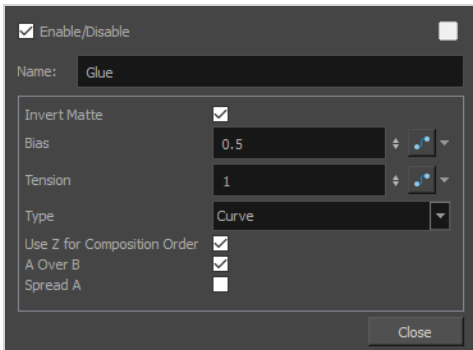 Enable/Disable
Name: Glue
Invert Matte
Bias 0.5
Tension 1
Type Curve
Use Z for Composition Order
A Over B
Spread A
Close